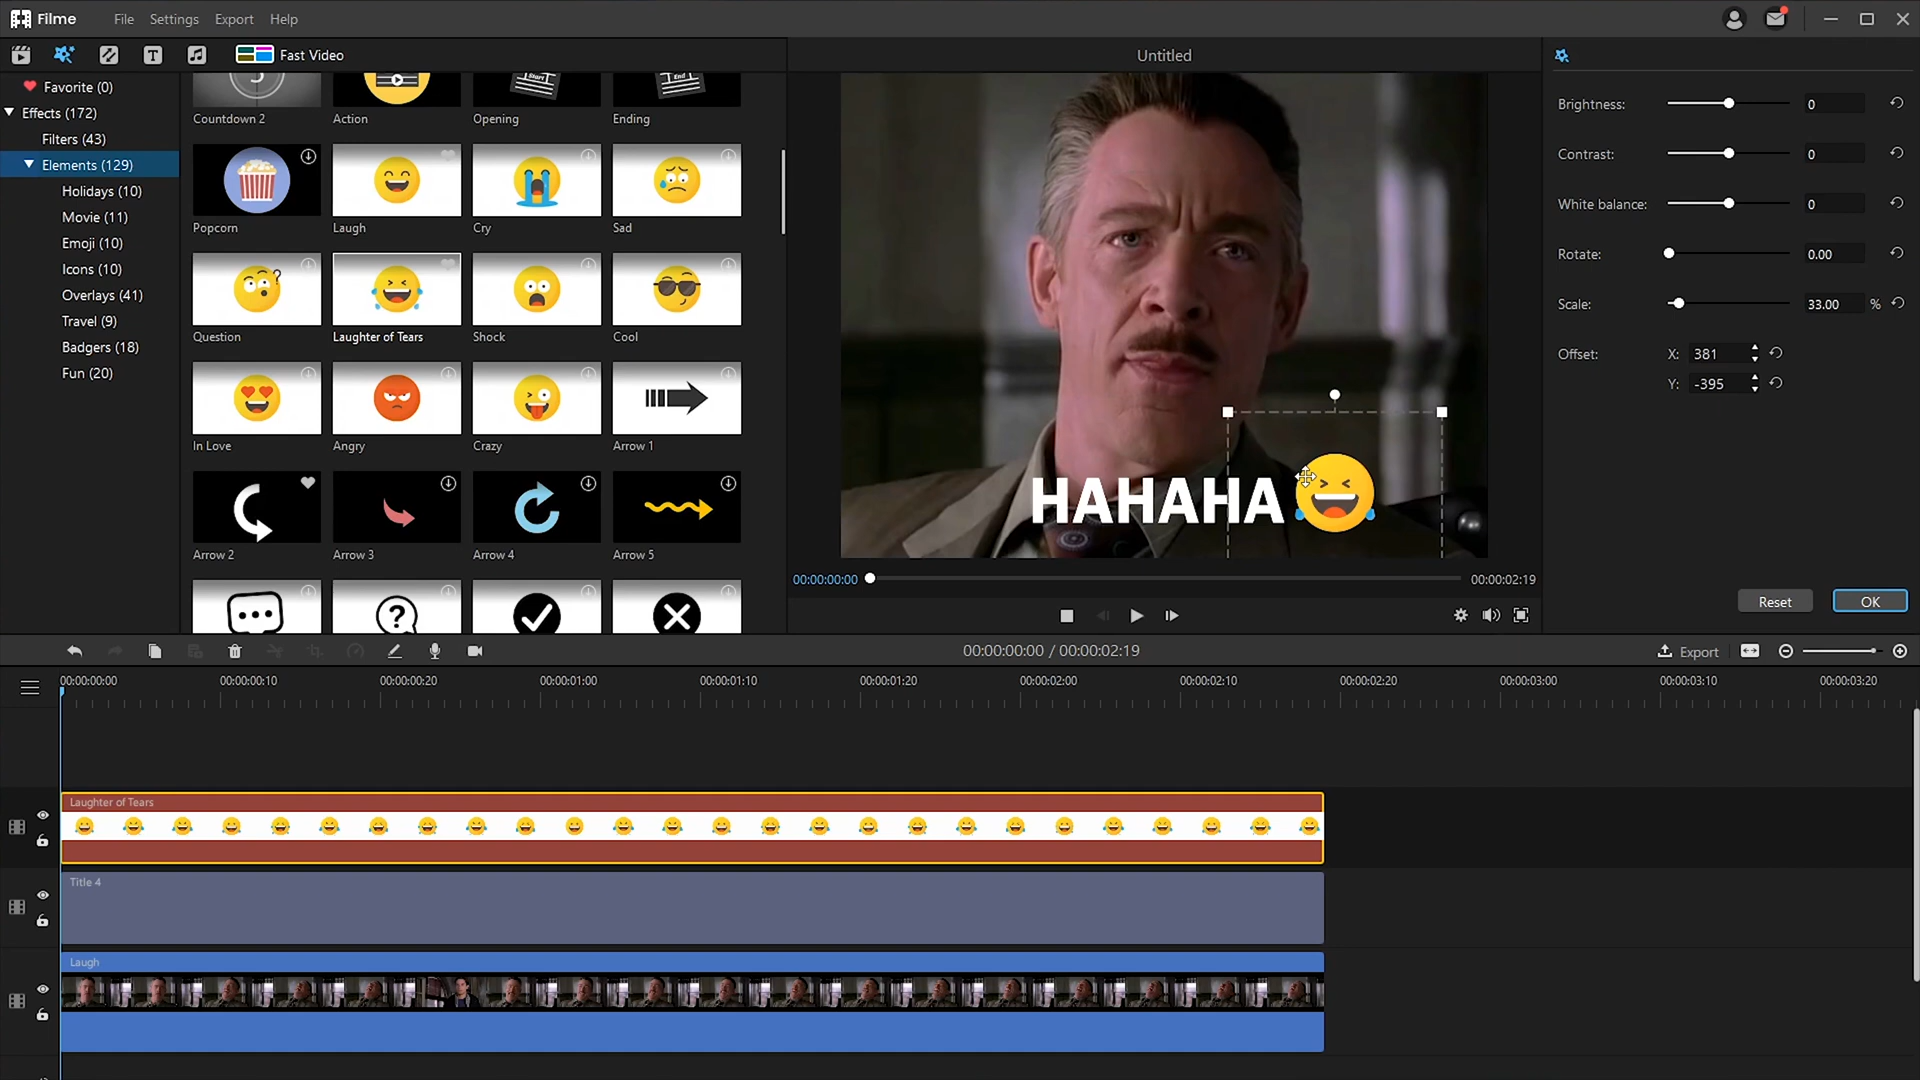 Filme
File
Settings
Export
Help
Fast Video
Untitled
Favorite (0)
Effects (172)
Filters (43)
Elements (129)
Holidays (10)
Movie (11)
Emoji (10)
Icons (10)
Overlays (41)
Travel (9)
Badgers (18)
Fun (20)
Countdown 2
Action
Opening
Ending
Popcorn
Laugh
Cry
Sad
Question
Laughter of Tears
Shock
Cool
In Love
Angry
Crazy
Arrow 1
Arrow 2
Arrow 3
Arrow 4
Arrow 5
Start
End
HAHAHA
00:00:00:00
00:00:02:19
Brightness:
0
Contrast:
0
White balance:
0
Rotate:
0.00
Scale:
33.00 %
Offset:
X: 381
Y: -395
Reset
OK
00:00:00:00 / 00:00:02:19
Export
00:00:00:00
00:00:00:10
00:00:00:20
00:00:01:00
00:00:01:10
00:00:01:20
00:00:02:00
00:00:02:10
00:00:02:20
00:00:03:00
00:00:03:10
00:00:03:20
Laughter of Tears
Title 4
Laugh